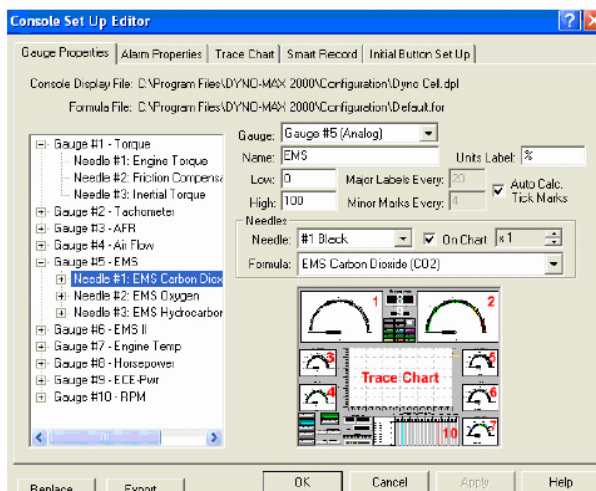 Console Set Up Editor
Gauge Properties Alarm Properties Trace Chart Smart Record Initial Button Set Up
Console Display File: C:\Program Files\DYNO-MAX 2000\Configuration\Dyno Cell.dpl
Formula File: C:\Program Files\DYNO-MAX 2000\Configuration\Default.for
Gauge #1 - Torque
Needle #1: Engine Torque
Needle #2: Friction Compensa
Needle #3: Inertial Torque
Gauge #2 - Tachometer
Gauge #3 - AFR
Gauge #4 - Air Flow
Gauge #5 - EMS
Needle #1: EMS Carbon Diox
Needle #2: EMS Oxygen
Needle #3: EMS Hydrocarbor
Gauge #6 - EMS II
Gauge #7 - Engine Temp
Gauge #8 - Horsepower
Gauge #9 - ECE-Pwr
Gauge #10 - RPM
Gauge: Gauge #5 (Analog)
Name: EMS Units Label: %
Low: 0 Major Labels Every: 20
High: 100 Minor Marks Every: 4
Auto Calc. Tick Marks
Needles
Needle: #1 Black On Chart x 1
Formula: EMS Carbon Dioxide (CO2)
1 2
3 5
Trace Chart
4 6
10 7
Replace... Export... OK Cancel Apply Help